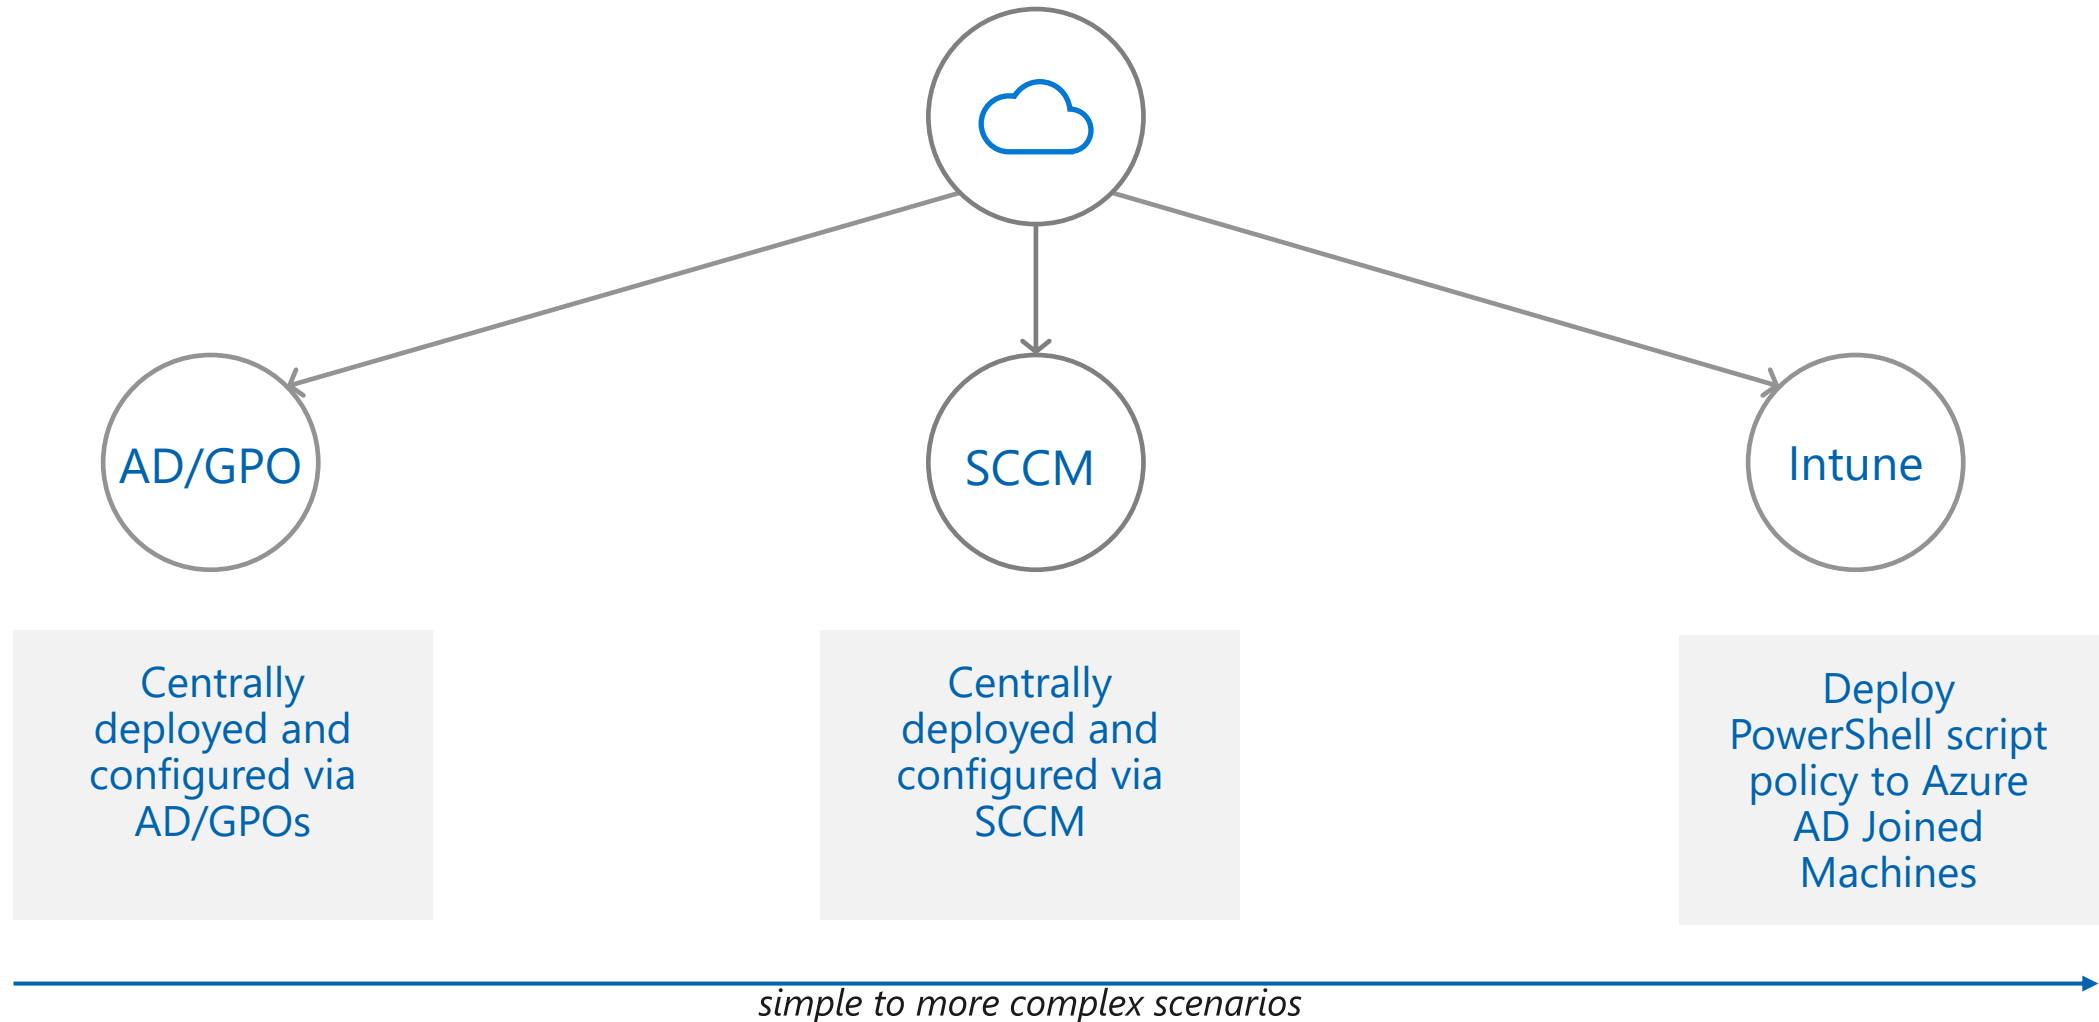 AD/GPO
SCCM
Intune
Centrally
deployed and
configured via
AD/GPOs
Centrally
deployed and
configured via
SCCM
Deploy
PowerShell script
policy to Azure
AD Joined
Machines
simple to more complex scenarios